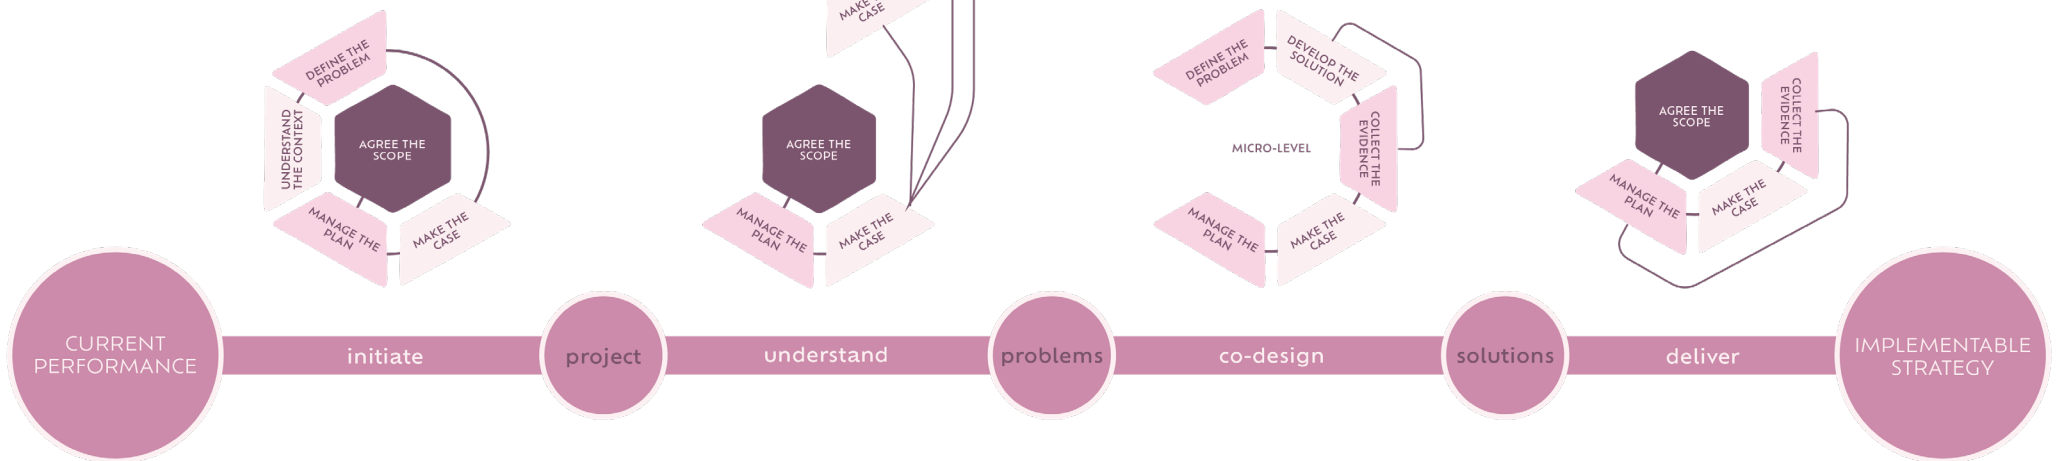 DEFINE THE
PROBLEM
UNDERSTAND
THE CONTEXT
AGREE THE
SCOPE
MANAGE THE
PLAN
MAKE THE
CASE
MAKE THE
CASE
AGREE THE
SCOPE
MANAGE THE
PLAN
MAKE THE
CASE
DEFINE THE
PROBLEM
DEVELOP THE
SOLUTION
COLLECT THE
EVIDENCE
MICRO-LEVEL
MANAGE THE
PLAN
MAKE THE
CASE
AGREE THE
SCOPE
COLLECT THE
EVIDENCE
MANAGE THE
PLAN
MAKE THE
CASE
CURRENT
PERFORMANCE
initiate
project
understand
problems
co-design
solutions
deliver
IMPLEMENTABLE
STRATEGY